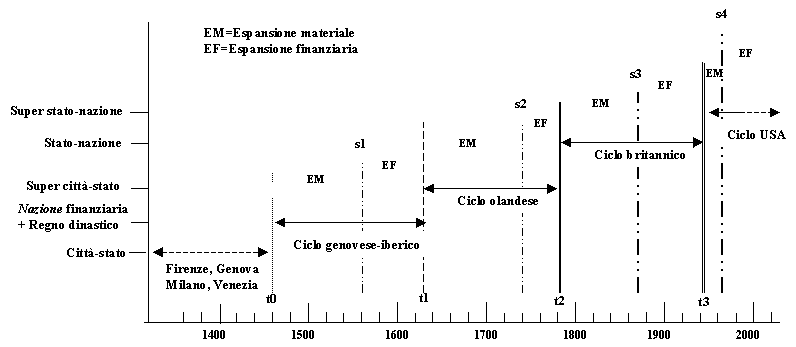 s4
EM=Espansione materiale
EF=Espansione finanziaria
EF
s3
EM
EF
s2
EM
Super stato-nazione
EF
Ciclo USA
Stato-nazione
s1
EM
Ciclo britannico
EF
EM
Super città-stato
Ciclo olandese
Nazione finanziaria
+ Regno dinastico
Ciclo genovese-iberico
Città-stato
Firenze, Genova
Milano, Venezia
t0
t1
t2
t3
1400 1500 1600 1700 1800 1900 2000